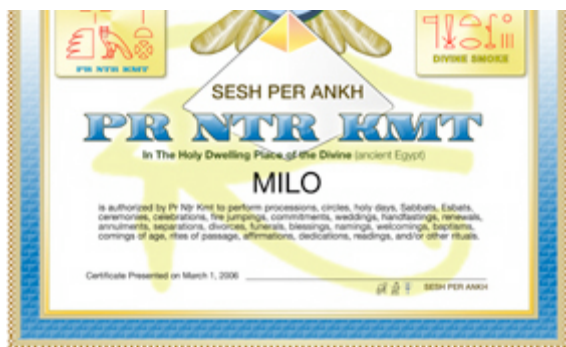 PR NTR KMT
DIVINE SMOKE
SESH PER ANKH
PR NTR KMT
In The Holy Dwelling Place of the Divine (ancient Egypt)
MILO
is authorized by Pr Ntr Kmt to perform processions, circles, holy days, Sabbats, Esbats,
ceremonies, celebrations, fire jumpings, commitments, weddings, handfastings, renewals,
annulments, separations, divorces, funerals, blessings, namings, welcomings, baptisms,
comings of age, rites of passage, affirmations, dedications, readings, and/or other rituals.
Certificate Presented on March 1, 2006
SESH PER ANKH